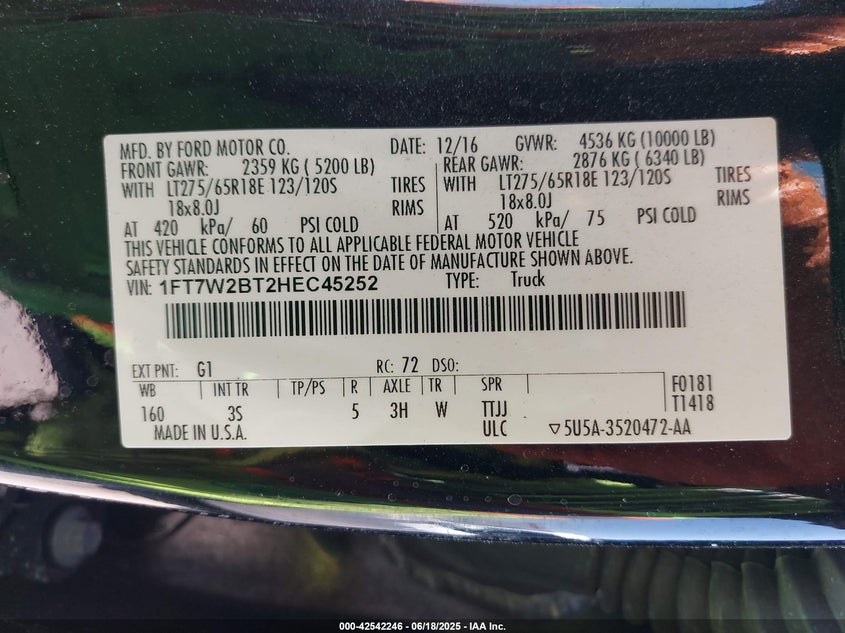 MFD. BY FORD MOTOR CO. DATE: 12/16 GVWR: 4536 KG (10000 LB)
FRONT GAWR: 2359 KG ( 5200 LB) REAR GAWR: 2876 KG ( 6340 LB)
WITH LT275/65R18E 123/120S TIRES WITH LT275/65R18E 123/120S TIRES
18x8.0J RIMS 18x8.0J RIMS
AT 420 kPa/ 60 PSI COLD AT 520 kPa/ 75 PSI COLD
THIS VEHICLE CONFORMS TO ALL APPLICABLE FEDERAL MOTOR VEHICLE
SAFETY STANDARDS IN EFFECT ON THE DATE OF MANUFACTURE SHOWN ABOVE.
VIN: 1FT7W2BT2HEC45252 TYPE: Truck
EXT PNT: G1 RC: 72 DSO:
WB INT TR TP/PS R AXLE TR SPR F0181
160 3S 5 3H W TTJJ T1418
MADE IN U.S.A. ULC ▽5U5A-3520472-AA
000-42542246 - 06/18/2025 - IAA Inc.